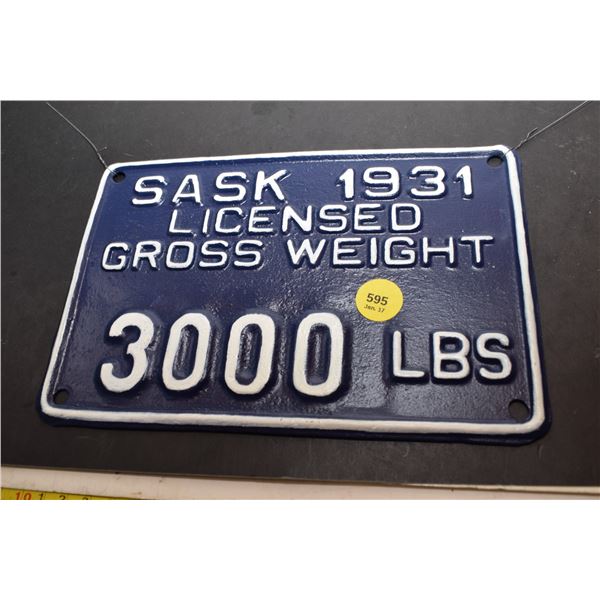 SASK 1931
LICENSED
GROSS WEIGHT
595
Jan. 17
3000 LBS